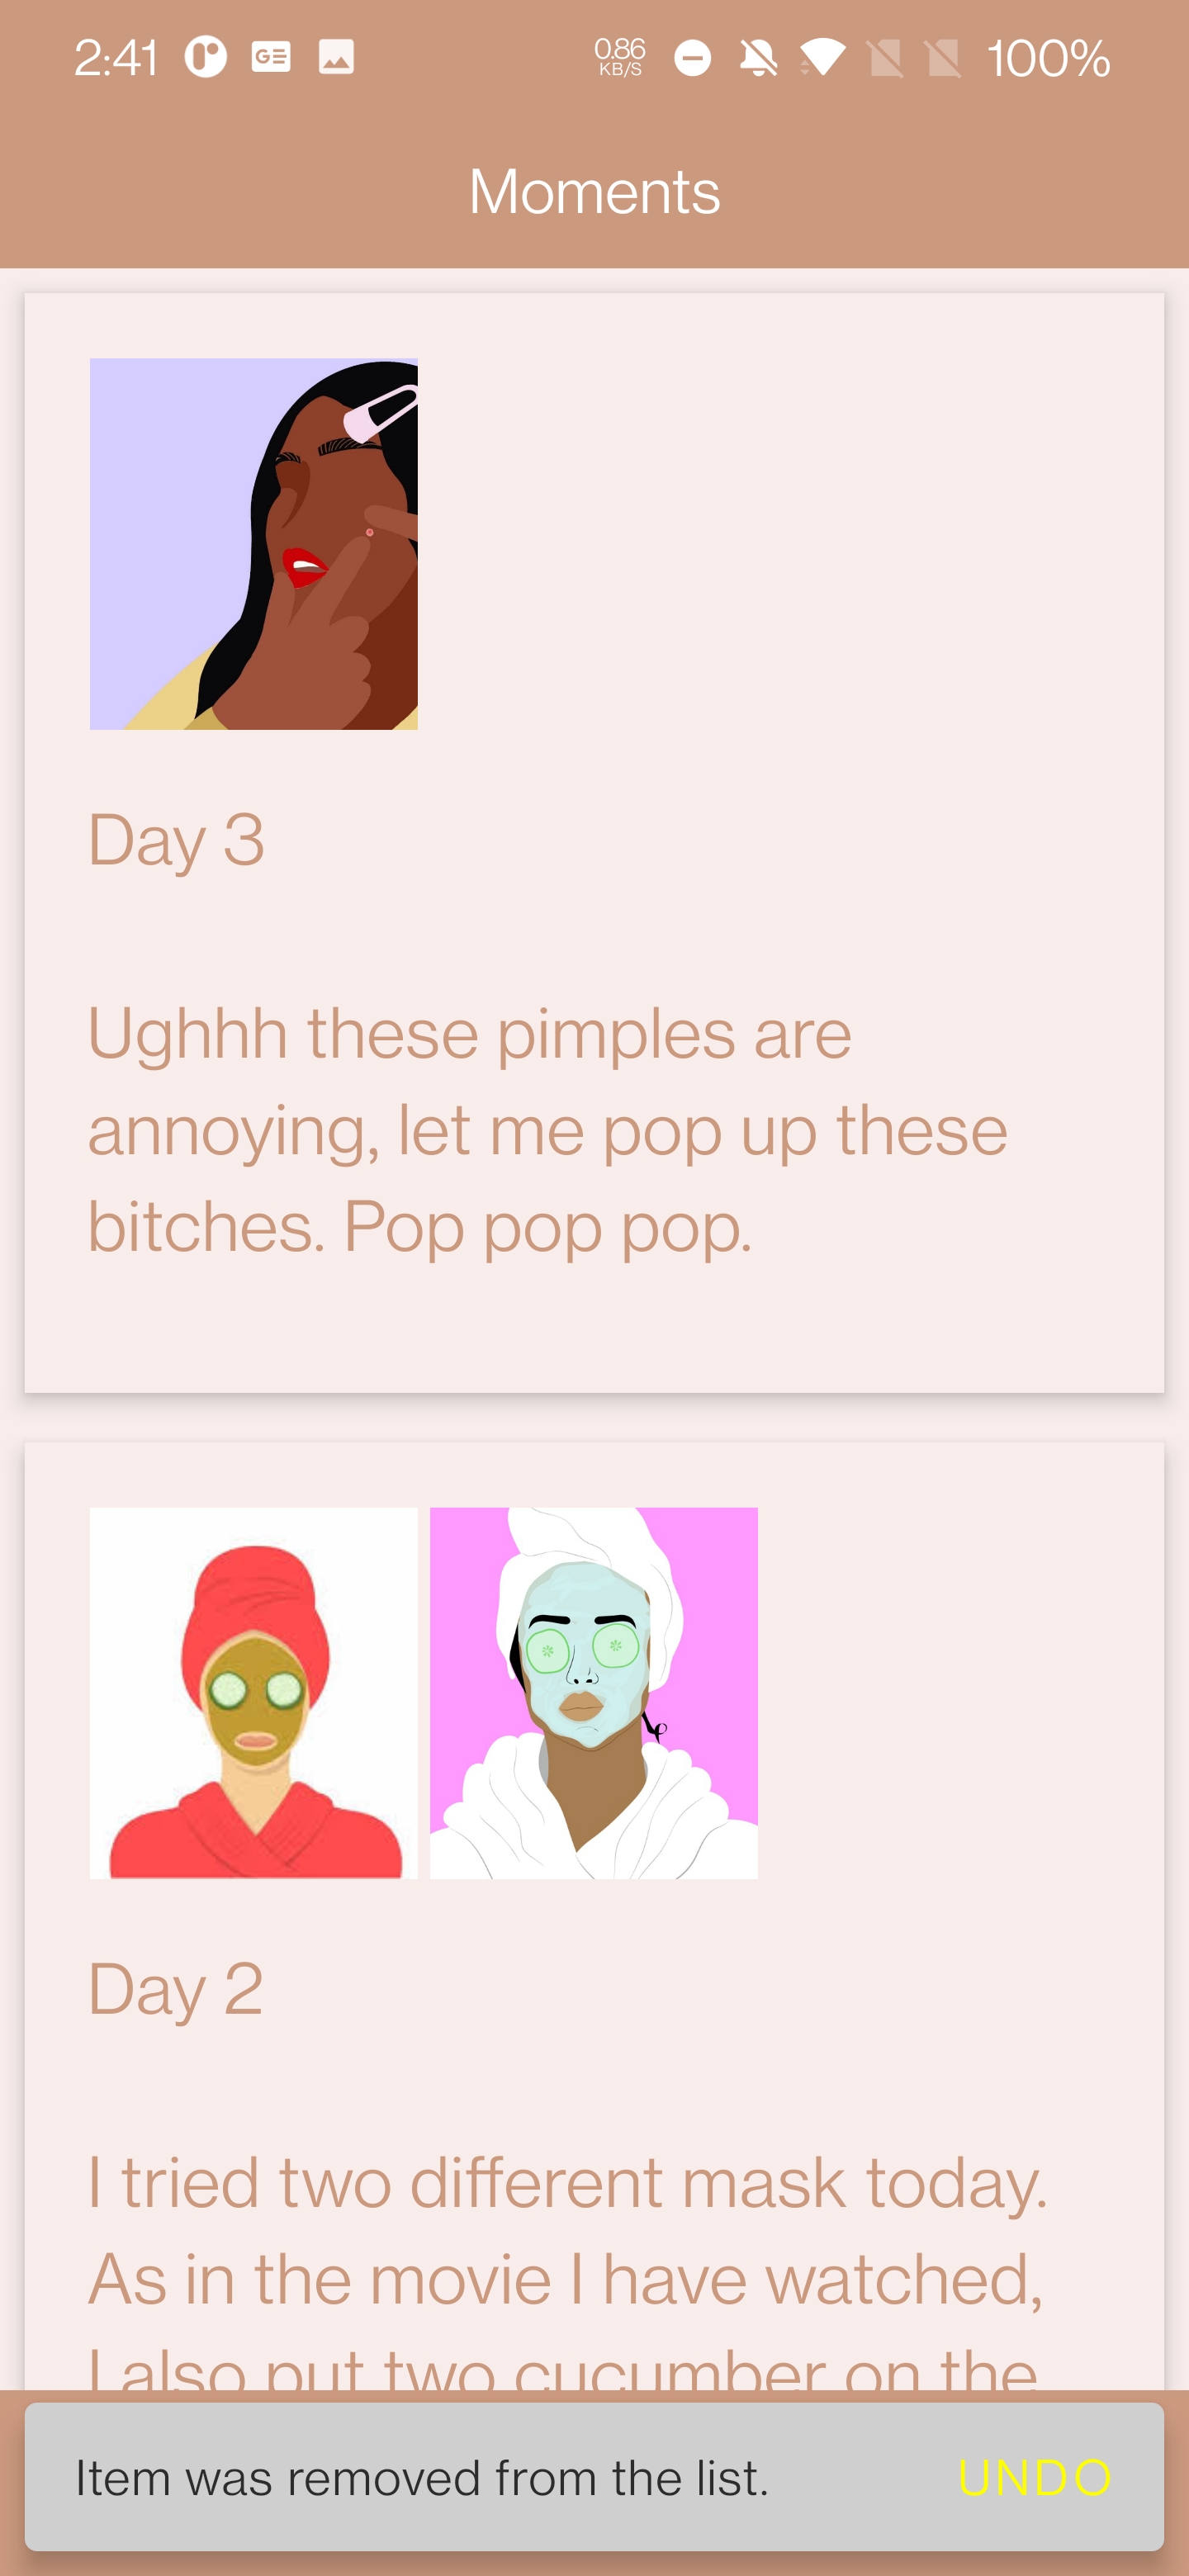 2:41 GE 0.86 KB/S 100%
Moments
Day 3
Ughhh these pimples are
annoying, let me pop up these
bitches. Pop pop pop.
Day 2
I tried two different mask today.
As in the movie I have watched,
I also put two cucumber on the
Item was removed from the list. UNDO